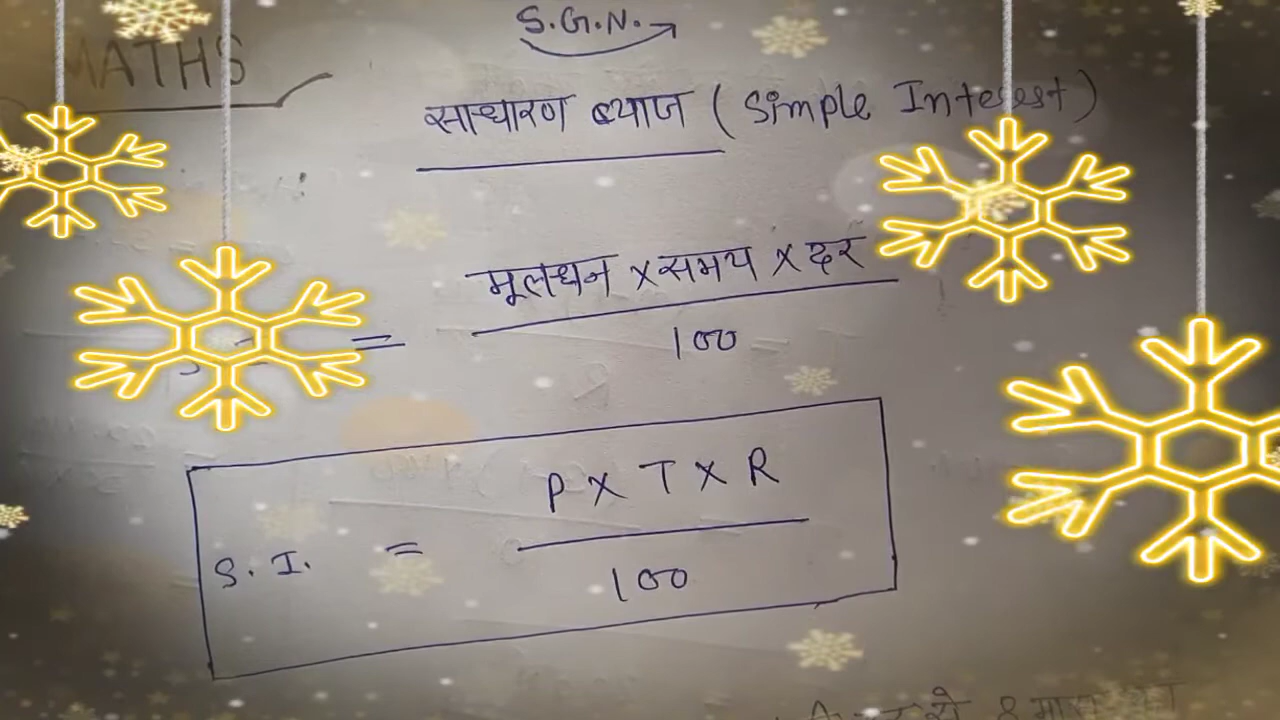 S.G.N.
MATHS
साधारण ब्याज ( Simple Interest )
= मूलधन x समय x दर
100
S. I. = P x T x R
100